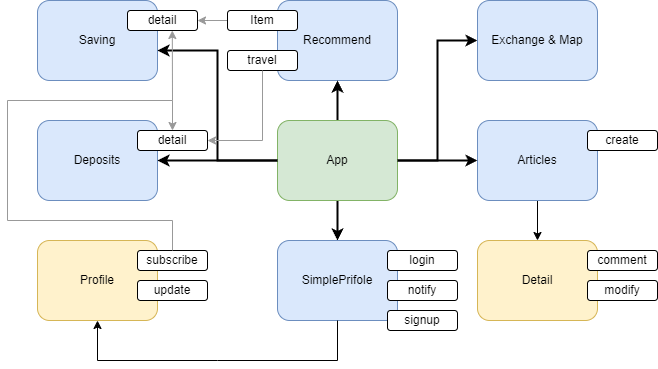 detail
Item
Saving
Recommend
Exchange & Map
travel
detail
create
Deposits
App
Articles
subscribe
login
comment
Profile
SimplePrifole
Detail
update
notify
modify
signup